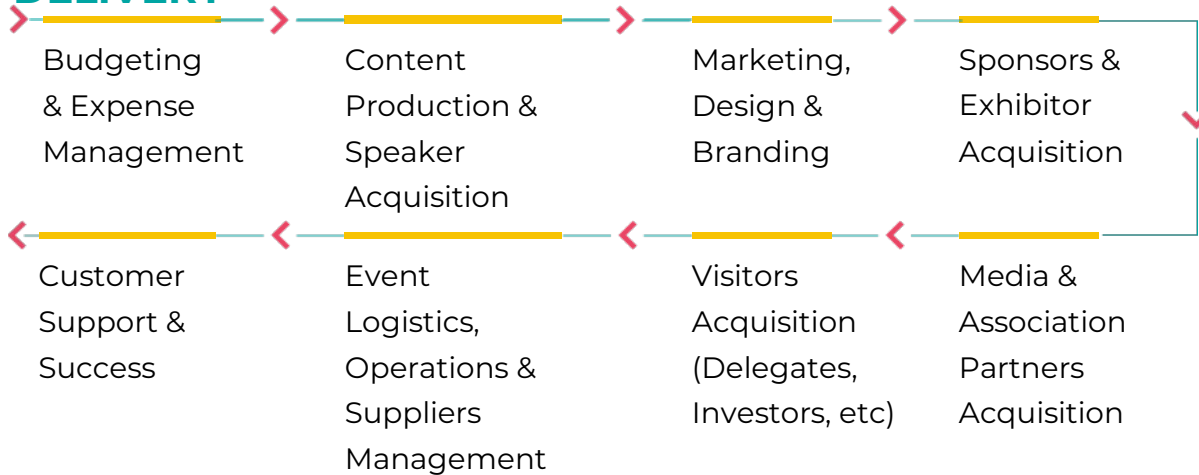 DELIVERY
Budgeting
& Expense
Management
Content
Production &
Speaker
Acquisition
Marketing,
Design &
Branding
Sponsors &
Exhibitor
Acquisition
Media &
Association
Partners
Acquisition
Visitors
Acquisition
(Delegates,
Investors, etc)
Event
Logistics,
Operations &
Suppliers
Management
Customer
Support &
Success